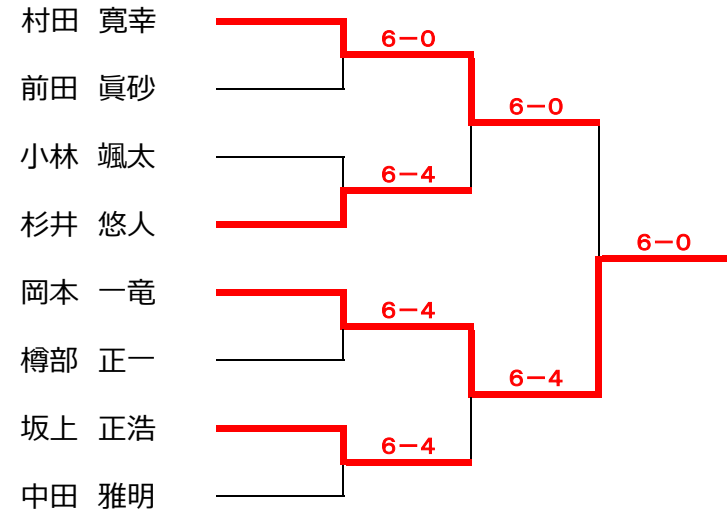 村田 寛幸
6－0
前田 眞砂
6－0
小林 颯太
6－4
杉井 悠人
6－0
岡本 一竜
6－4
樽部 正一
6－4
坂上 正浩
6－4
中田 雅明